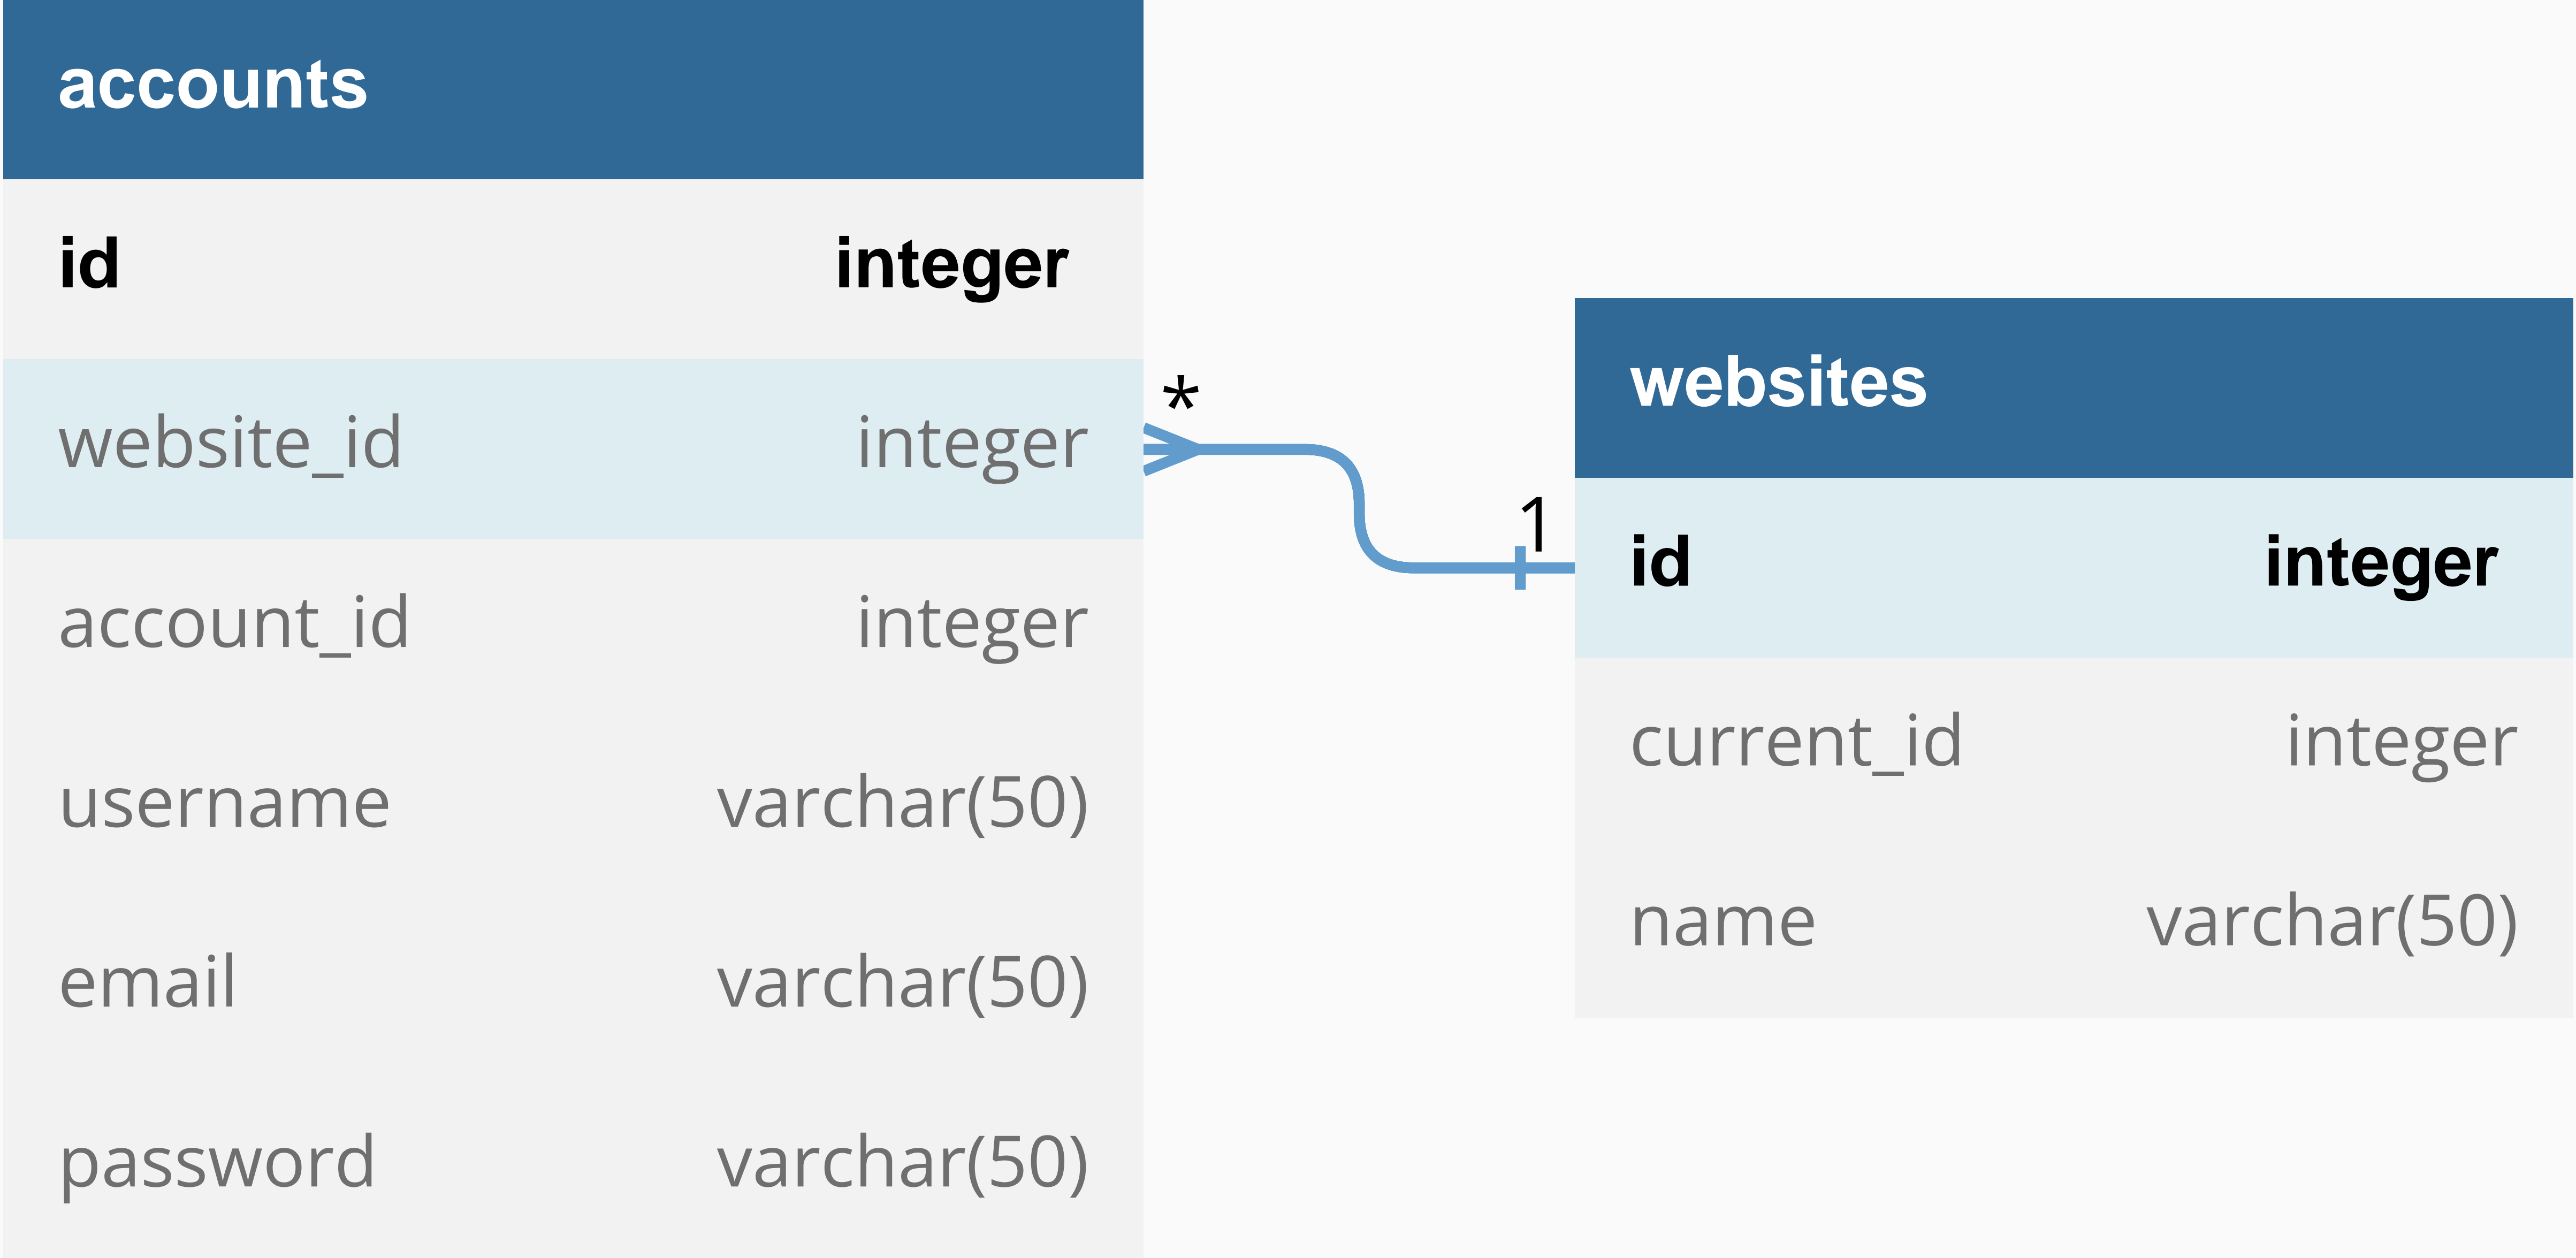 accounts
id integer
website_id integer
account_id integer
username varchar(50)
email varchar(50)
password varchar(50)
* 1
websites
id integer
current_id integer
name varchar(50)